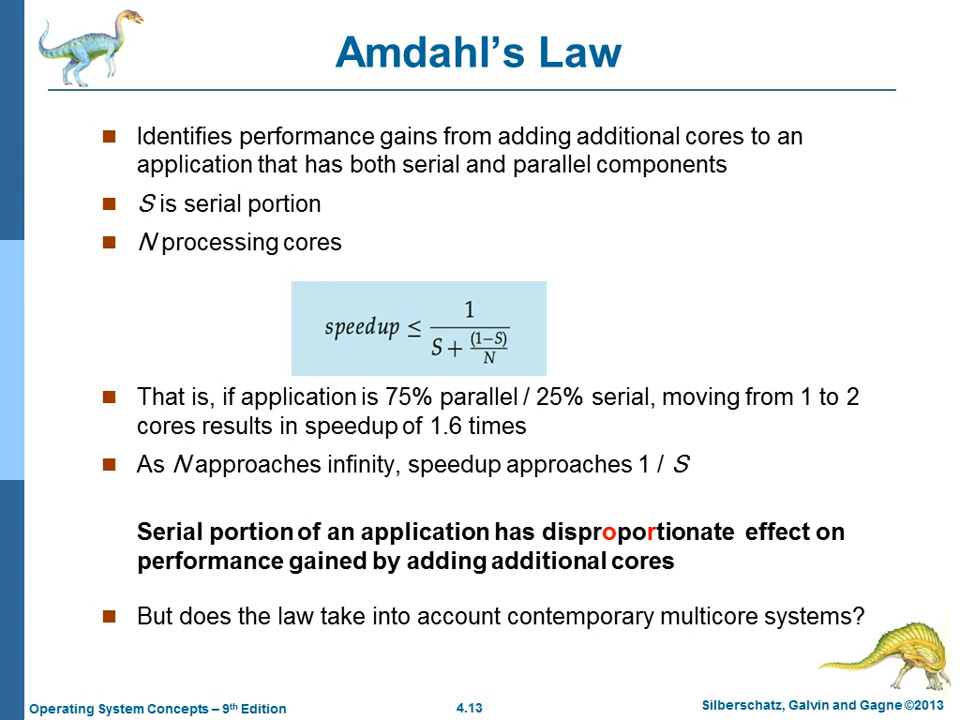 Amdahl's Law
Identifies performance gains from adding additional cores to an
application that has both serial and parallel components
S is serial portion
N processing cores
speedup ≤ 1 / (S + (1−S)/N)
That is, if application is 75% parallel / 25% serial, moving from 1 to 2
cores results in speedup of 1.6 times
As N approaches infinity, speedup approaches 1 / S
Serial portion of an application has disproportionate effect on
performance gained by adding additional cores
But does the law take into account contemporary multicore systems?
Operating System Concepts – 9th Edition
4.13
Silberschatz, Galvin and Gagne ©2013